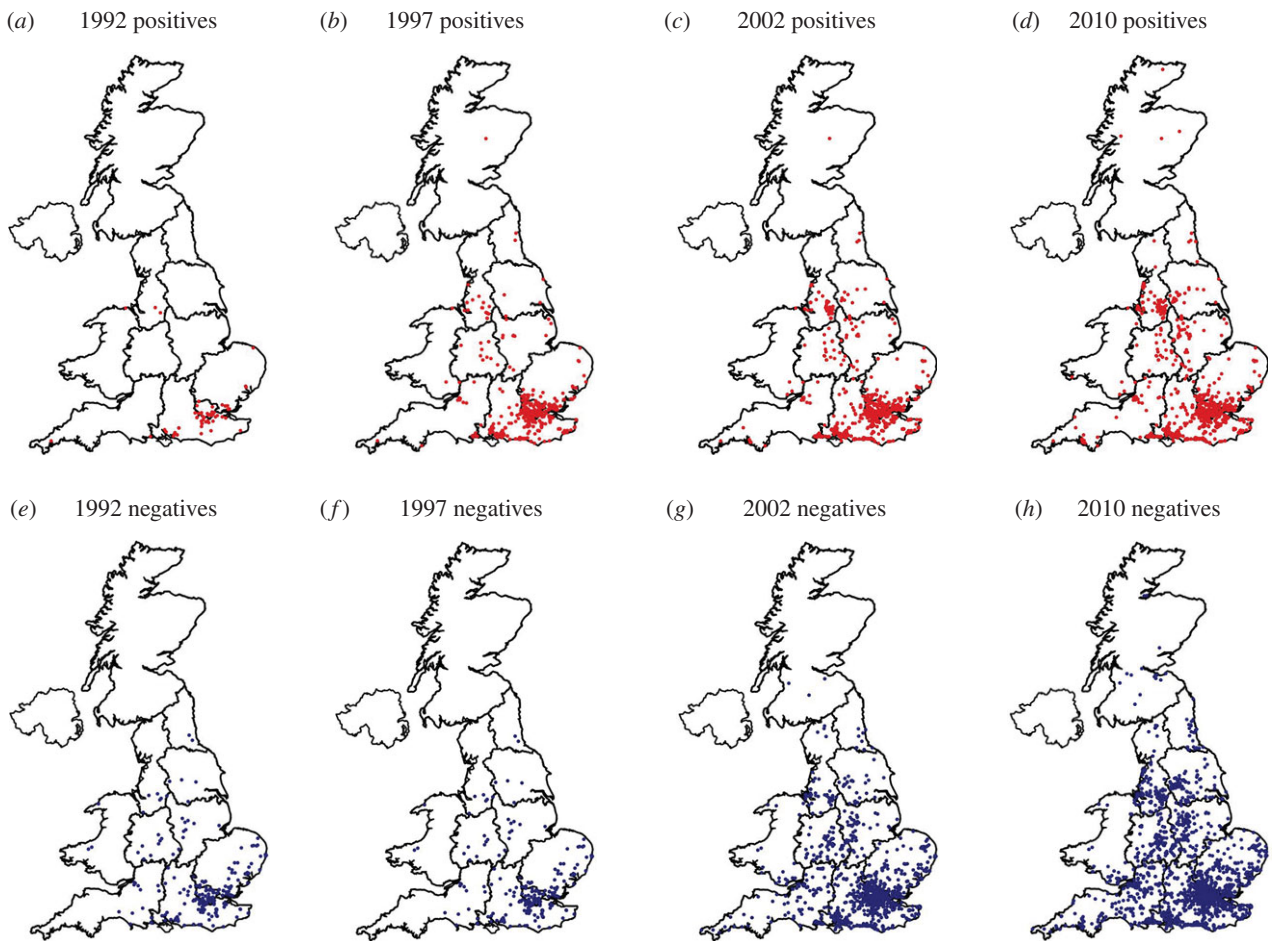 (a) 1992 positives
(b) 1997 positives
(c) 2002 positives
(d) 2010 positives
(e) 1992 negatives
(f) 1997 negatives
(g) 2002 negatives
(h) 2010 negatives